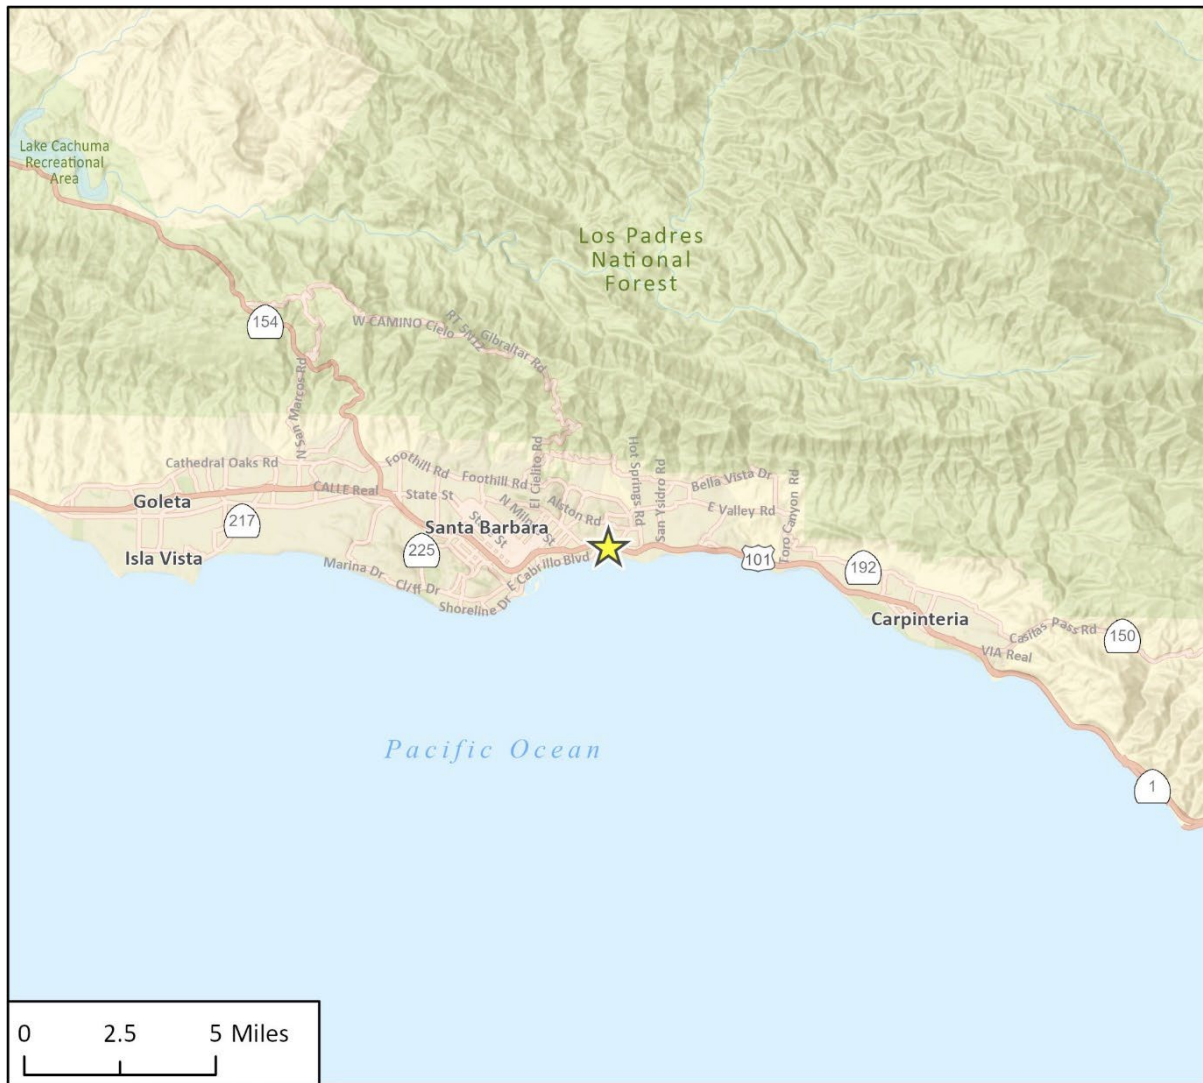 Lake Cachuma
Recreational
Area
Los Padres
National
Forest
154
W CAMINO Cielo
RT 5N12
Gibraltar Rd
N San Marcos Rd
Cathedral Oaks Rd
Foothill Rd
Foothill Rd
El Cielito Rd
Hot Springs Rd
San Ysidro Rd
Bella Vista Dr
Toro Canyon Rd
CALLE Real
State St
N Milpas St
Alston Rd
E Valley Rd
Goleta
217
Santa Barbara
State St
225
Isla Vista
Marina Dr
Cliff Dr
Shoreline Dr
E Cabrillo Blvd
101
192
Carpinteria
Casitas Pass Rd
150
VIA Real
Pacific Ocean
1
0 2.5 5 Miles